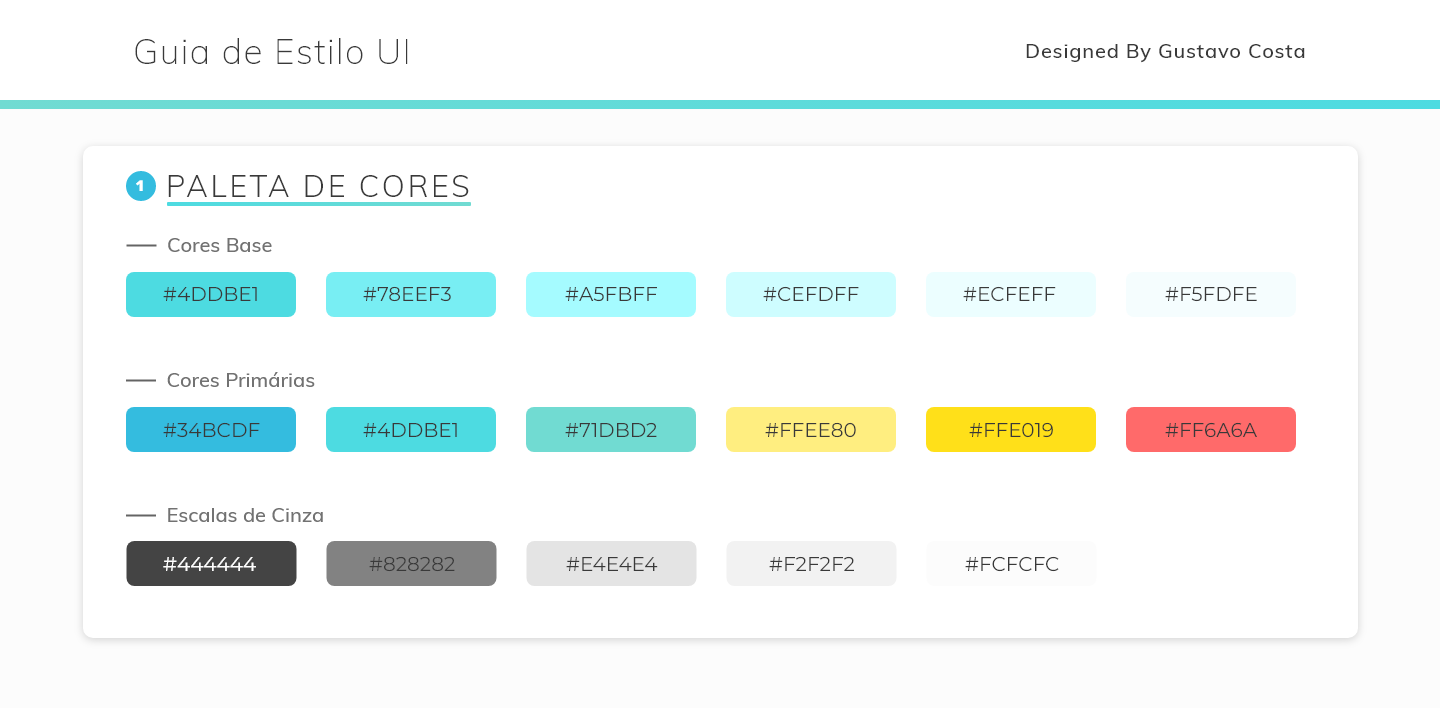 Guia de Estilo UI
Designed By Gustavo Costa
1 PALETA DE CORES
Cores Base
#4DDBE1 #78EEF3 #A5FBFF #CEFDFF #ECFEFF #F5FDFE
Cores Primárias
#34BCDF #4DDBE1 #71DBD2 #FFEE80 #FFE019 #FF6A6A
Escalas de Cinza
#444444 #828282 #E4E4E4 #F2F2F2 #FCFCFC